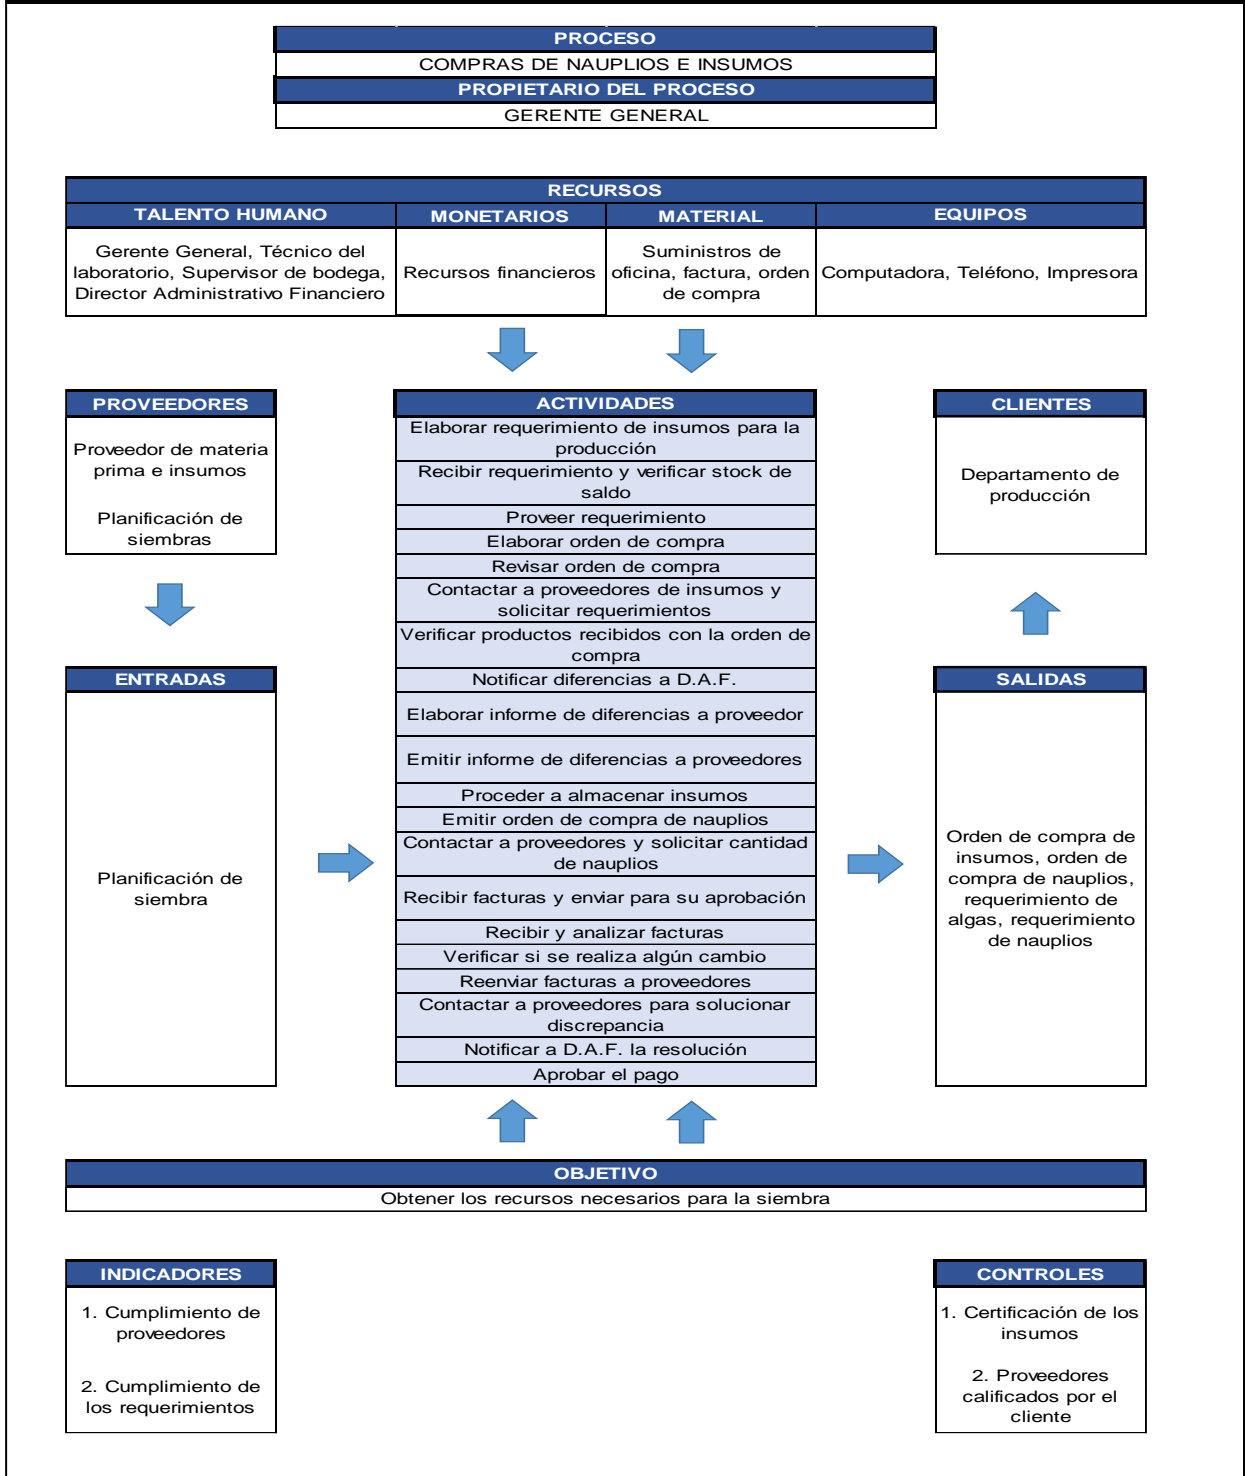 PROCESO
COMPRAS DE NAUPLIOS E INSUMOS
PROPIETARIO DEL PROCESO
GERENTE GENERAL
RECURSOS
TALENTO HUMANO
MONETARIOS
MATERIAL
EQUIPOS
Gerente General, Técnico del
laboratorio, Supervisor de bodega,
Director Administrativo Financiero
Recursos financieros
Suministros de
oficina, factura, orden
de compra
Computadora, Teléfono, Impresora
PROVEEDORES
Proveedor de materia
prima e insumos
Planificación de
siembras
ENTRADAS
Planificación de
siembra
ACTIVIDADES
Elaborar requerimiento de insumos para la
producción
Recibir requerimiento y verificar stock de
saldo
Proveer requerimiento
Elaborar orden de compra
Revisar orden de compra
Contactar a proveedores de insumos y
solicitar requerimientos
Verificar productos recibidos con la orden de
compra
Notificar diferencias a D.A.F.
Elaborar informe de diferencias a proveedor
Emitir informe de diferencias a proveedores
Proceder a almacenar insumos
Emitir orden de compra de nauplios
Contactar a proveedores y solicitar cantidad
de nauplios
Recibir facturas y enviar para su aprobación
Recibir y analizar facturas
Verificar si se realiza algún cambio
Reenviar facturas a proveedores
Contactar a proveedores para solucionar
discrepancia
Notificar a D.A.F. la resolución
Aprobar el pago
CLIENTES
Departamento de
producción
SALIDAS
Orden de compra de
insumos, orden de
compra de nauplios,
requerimiento de
algas, requerimiento
de nauplios
OBJETIVO
Obtener los recursos necesarios para la siembra
INDICADORES
1. Cumplimiento de
proveedores
2. Cumplimiento de
los requerimientos
CONTROLES
1. Certificación de los
insumos
2. Proveedores
calificados por el
cliente